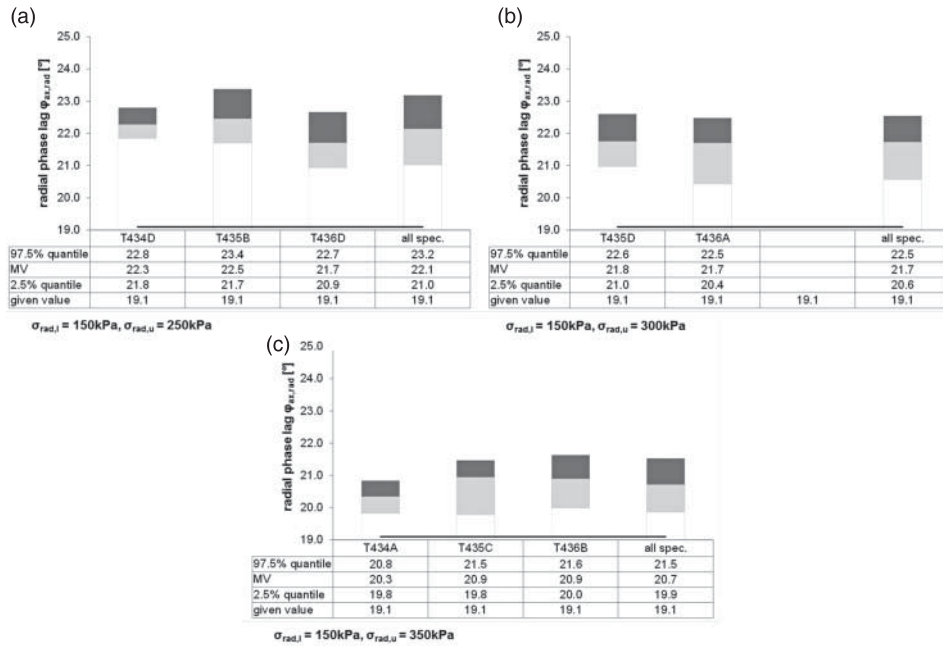 (a)
radial phase lag φax,rad [°]
25.0
24.0
23.0
22.0
21.0
20.0
19.0
T434D T435B T436D all spec.
97.5% quantile 22.8 23.4 22.7 23.2
MV 22.3 22.5 21.7 22.1
2.5% quantile 21.8 21.7 20.9 21.0
given value 19.1 19.1 19.1 19.1
σrad,l = 150kPa, σrad,u = 250kPa
(b)
radial phase lag φax,rad [°]
25.0
24.0
23.0
22.0
21.0
20.0
19.0
T435D T436A all spec.
97.5% quantile 22.6 22.5 22.5
MV 21.8 21.7 21.7
2.5% quantile 21.0 20.4 20.6
given value 19.1 19.1 19.1 19.1
σrad,l = 150kPa, σrad,u = 300kPa
(c)
radial phase lag φax,rad [°]
25.0
24.0
23.0
22.0
21.0
20.0
19.0
T434A T435C T436B all spec.
97.5% quantile 20.8 21.5 21.6 21.5
MV 20.3 20.9 20.9 20.7
2.5% quantile 19.8 19.8 20.0 19.9
given value 19.1 19.1 19.1 19.1
σrad,l = 150kPa, σrad,u = 350kPa